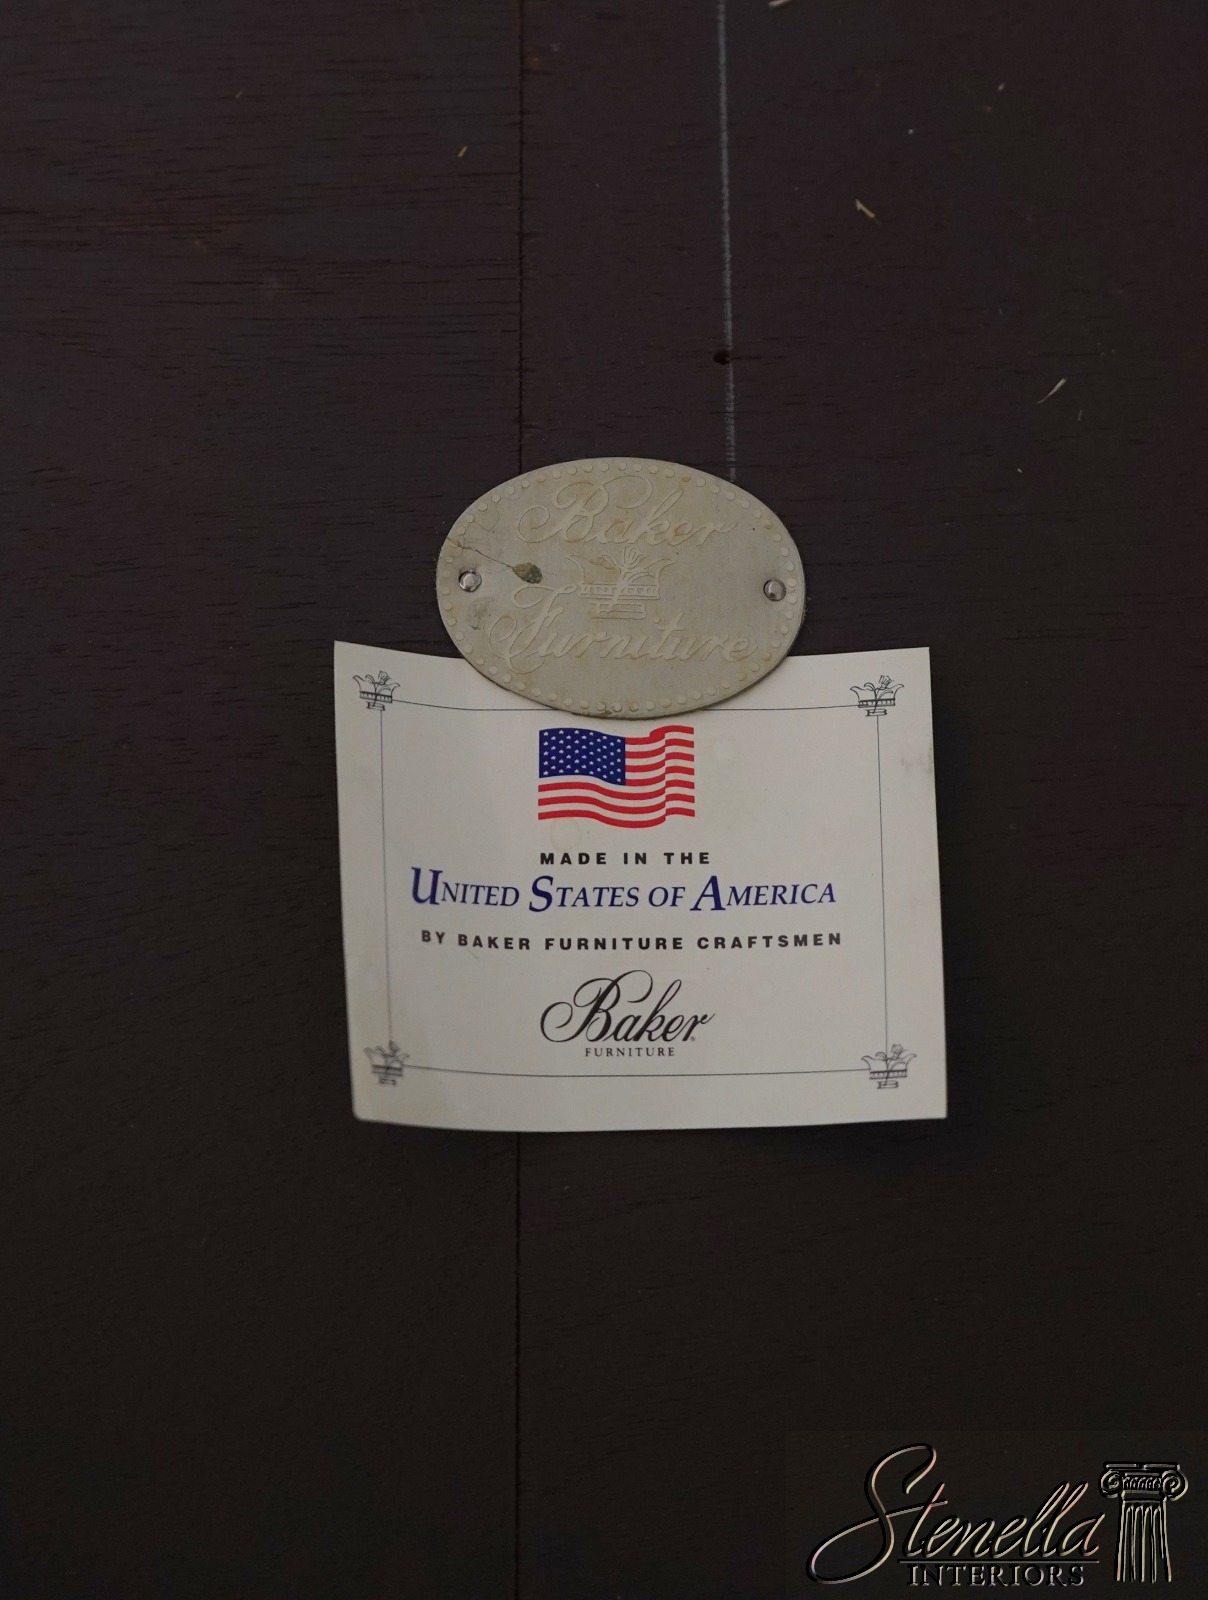 Baker
Furniture
MADE IN THE
UNITED STATES OF AMERICA
BY BAKER FURNITURE CRAFTSMEN
Baker
FURNITURE
Stenella
INTERIORS